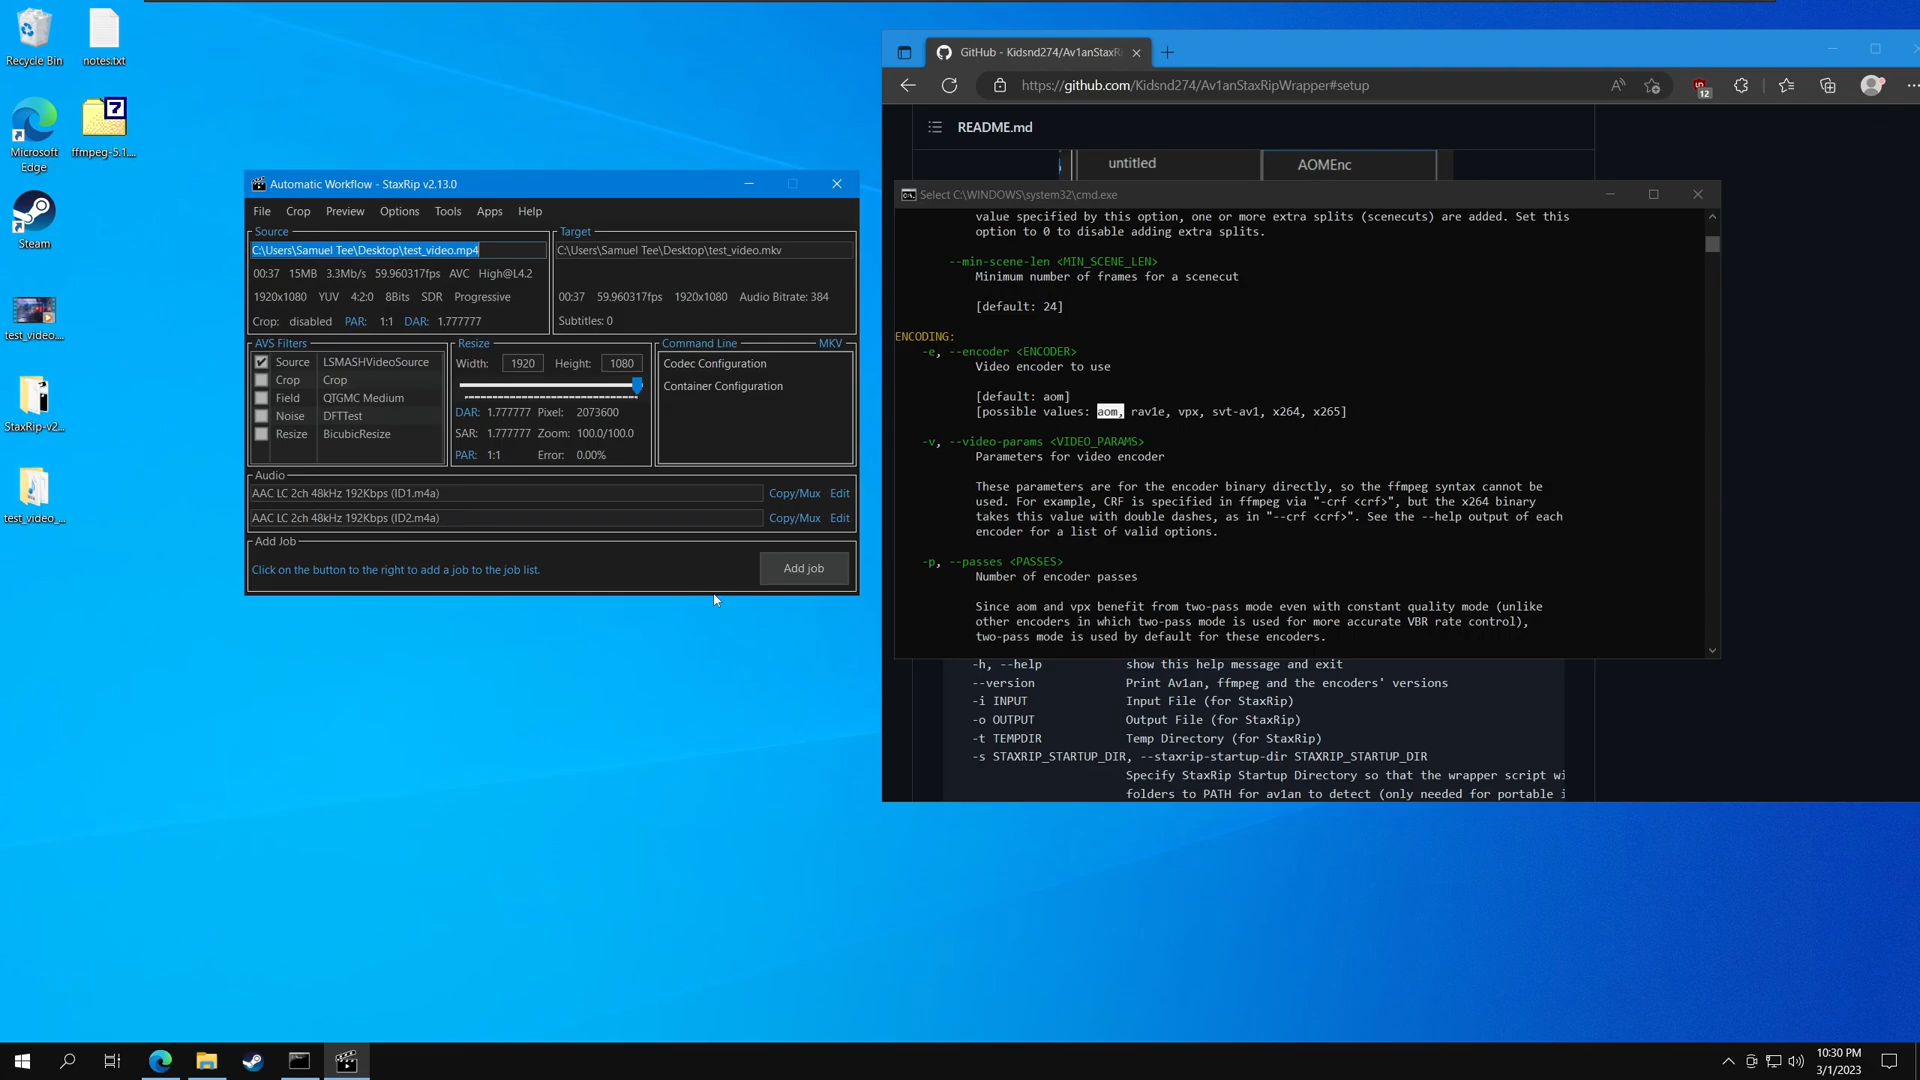 Recycle Bin
notes.txt
Microsoft
Edge
ffmpeg-5.1....
Steam
test_video....
StaxRip-v2...
test_video_...
Automatic Workflow - StaxRip v2.13.0
File Crop Preview Options Tools Apps Help
Source
C:\Users\Samuel Tee\Desktop\test_video.mp4
00:37 15MB 3.3Mb/s 59.960317fps AVC High@L4.2
1920x1080 YUV 4:2:0 8Bits SDR Progressive
Crop: disabled PAR: 1:1 DAR: 1.777777
Target
C:\Users\Samuel Tee\Desktop\test_video.mkv
00:37 59.960317fps 1920x1080 Audio Bitrate: 384
Subtitles: 0
AVS Filters
Source LSMASHVideoSource
Crop Crop
Field QTGMC Medium
Noise DFTTest
Resize BicubicResize
Resize
Width: 1920 Height: 1080
DAR: 1.777777 Pixel: 2073600
SAR: 1.777777 Zoom: 100.0/100.0
PAR: 1:1 Error: 0.00%
Command Line MKV
Codec Configuration
Container Configuration
Audio
AAC LC 2ch 48kHz 192Kbps (ID1.m4a) Copy/Mux Edit
AAC LC 2ch 48kHz 192Kbps (ID2.m4a) Copy/Mux Edit
Add Job
Click on the button to the right to add a job to the job list.
Add job
GitHub - Kidsnd274/Av1anStaxRi
https://github.com/Kidsnd274/Av1anStaxRipWrapper#setup
12
README.md
untitled AOMEnc
Select C:\WINDOWS\system32\cmd.exe
value specified by this option, one or more extra splits (scenecuts) are added. Set this
option to 0 to disable adding extra splits.
--min-scene-len <MIN_SCENE_LEN>
Minimum number of frames for a scenecut
[default: 24]
ENCODING:
-e, --encoder <ENCODER>
Video encoder to use
[default: aom]
[possible values: aom, rav1e, vpx, svt-av1, x264, x265]
-v, --video-params <VIDEO_PARAMS>
Parameters for video encoder
These parameters are for the encoder binary directly, so the ffmpeg syntax cannot be
used. For example, CRF is specified in ffmpeg via "-crf <crf>", but the x264 binary
takes this value with double dashes, as in "--crf <crf>". See the --help output of each
encoder for a list of valid options.
-p, --passes <PASSES>
Number of encoder passes
Since aom and vpx benefit from two-pass mode even with constant quality mode (unlike
other encoders in which two-pass mode is used for more accurate VBR rate control),
two-pass mode is used by default for these encoders.
-h, --help show this help message and exit
--version Print Av1an, ffmpeg and the encoders' versions
-i INPUT Input File (for StaxRip)
-o OUTPUT Output File (for StaxRip)
-t TEMPDIR Temp Directory (for StaxRip)
-s STAXRIP_STARTUP_DIR, --staxrip-startup-dir STAXRIP_STARTUP_DIR
Specify StaxRip Startup Directory so that the wrapper script wi
folders to PATH for av1an to detect (only needed for portable i
10:30 PM
3/1/2023